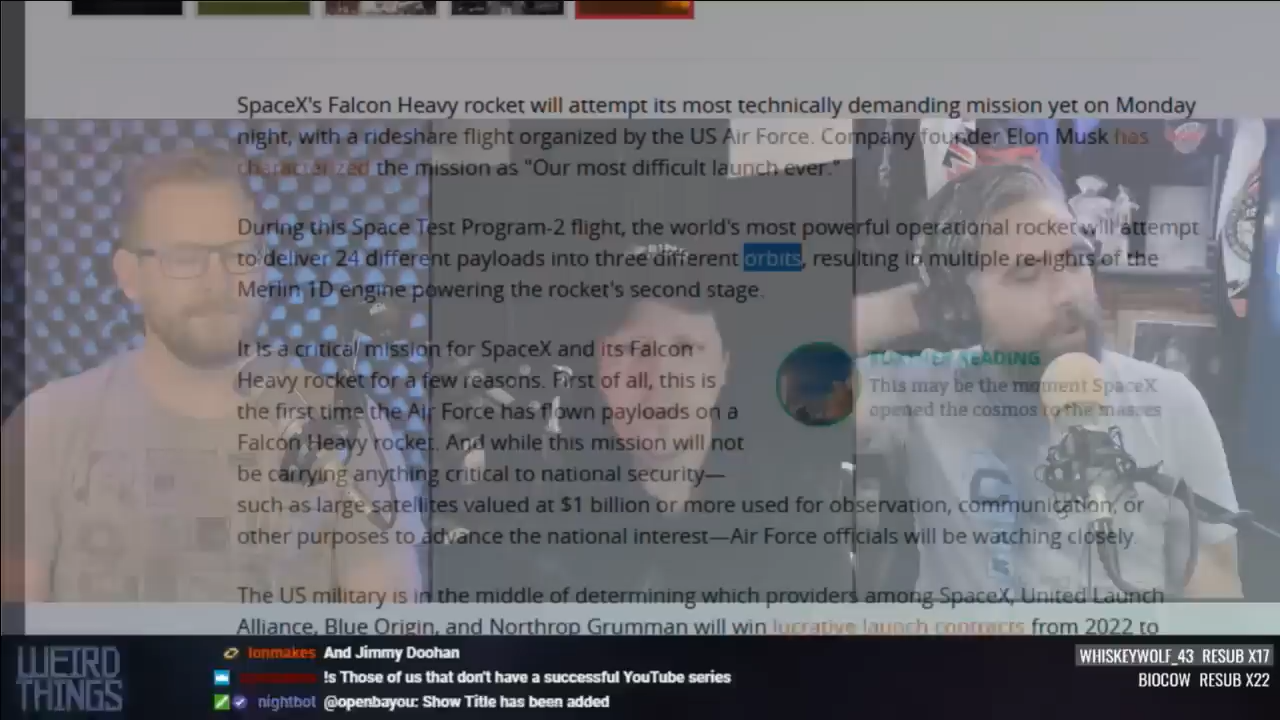 SpaceX's Falcon Heavy rocket will attempt its most technically demanding mission yet on Monday
night, with a rideshare flight organized by the US Air Force. Company founder Elon Musk has
characterized the mission as "Our most difficult launch ever."
During this Space Test Program-2 flight, the world's most powerful operational rocket will attempt
to deliver 24 different payloads into three different orbits, resulting in multiple re-lights of the
Merlin 1D engine powering the rocket's second stage.
It is a critical mission for SpaceX and its Falcon
Heavy rocket for a few reasons. First of all, this is
the first time the Air Force has flown payloads on a
Falcon Heavy rocket. And while this mission will not
be carrying anything critical to national security—
such as large satellites valued at $1 billion or more used for observation, communication, or
other purposes to advance the national interest—Air Force officials will be watching closely.
FURTHER READING
This may be the moment SpaceX
opened the cosmos to the masses
The US military is in the middle of determining which providers among SpaceX, United Launch
Alliance, Blue Origin, and Northrop Grumman will win lucrative launch contracts from 2022 to
WEIRD
THINGS
lonmakes And Jimmy Doohan
!s Those of us that don't have a successful YouTube series
nightbot @openbayou: Show Title has been added
WHISKEYWOLF_43 RESUB X17
BIOCOW RESUB X22